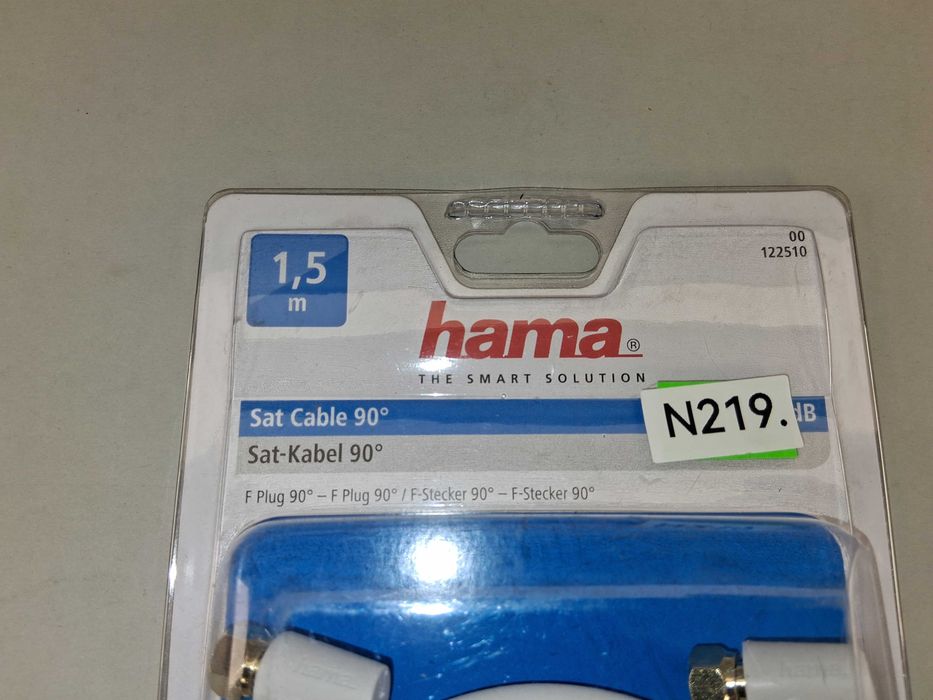 1,5
m
00
122510
hama®
THE SMART SOLUTION
Sat Cable 90°
N219.
dB
Sat-Kabel 90°
F Plug 90° – F Plug 90° / F-Stecker 90° – F-Stecker 90°